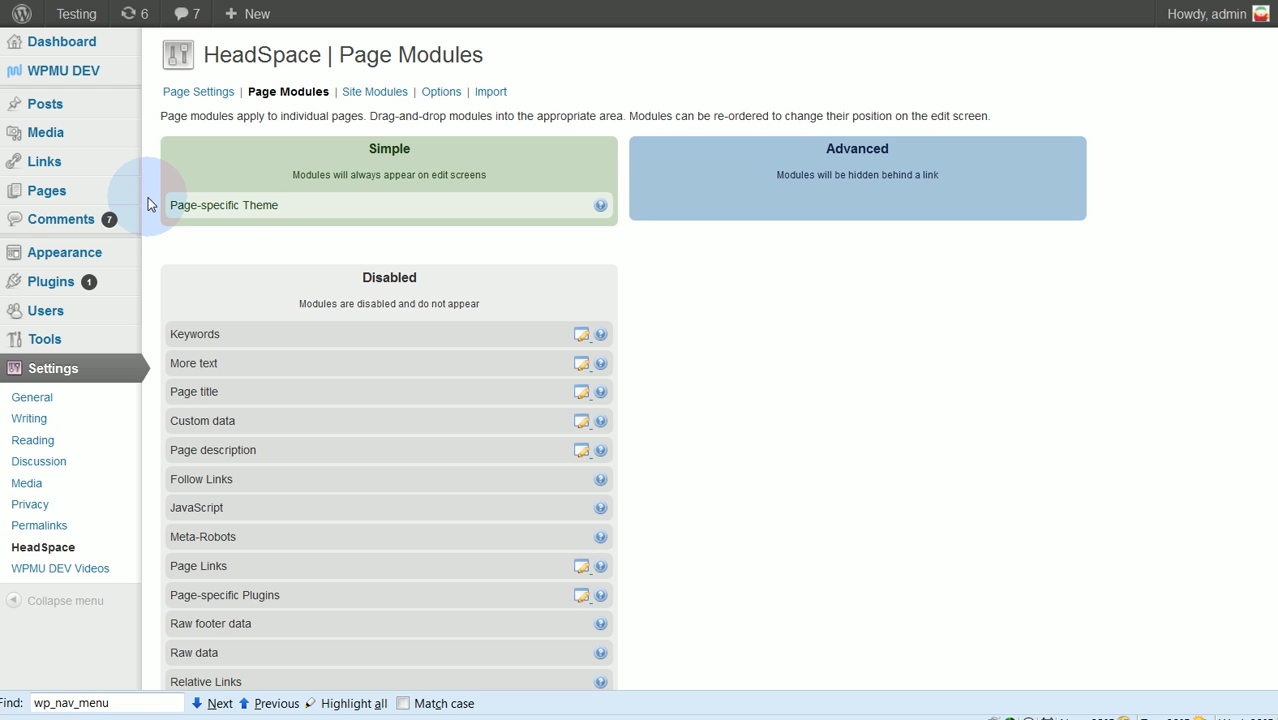 Testing 6 7 + New Howdy, admin
Dashboard
WPMU DEV
Posts
Media
Links
Pages
Comments 7
Appearance
Plugins 1
Users
Tools
Settings
General
Writing
Reading
Discussion
Media
Privacy
Permalinks
HeadSpace
WPMU DEV Videos
Collapse menu
HeadSpace | Page Modules
Page Settings | Page Modules | Site Modules | Options | Import
Page modules apply to individual pages. Drag-and-drop modules into the appropriate area. Modules can be re-ordered to change their position on the edit screen.
Simple
Modules will always appear on edit screens
Page-specific Theme
Advanced
Modules will be hidden behind a link
Disabled
Modules are disabled and do not appear
Keywords
More text
Page title
Custom data
Page description
Follow Links
JavaScript
Meta-Robots
Page Links
Page-specific Plugins
Raw footer data
Raw data
Relative Links
Find: wp_nav_menu Next Previous Highlight all Match case